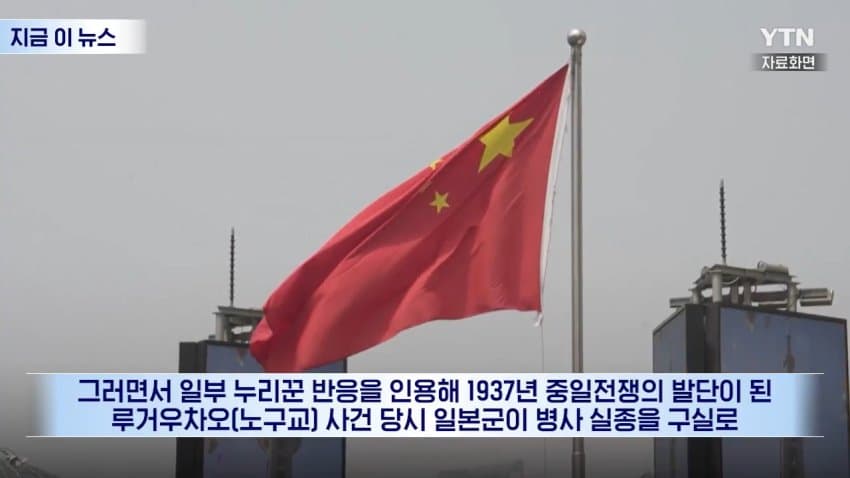 지금 이 뉴스
YTN
자료화면
그러면서 일부 누리꾼 반응을 인용해 1937년 중일전쟁의 발단이 된
루거우차오(노구교) 사건 당시 일본군이 병사 실종을 구실로